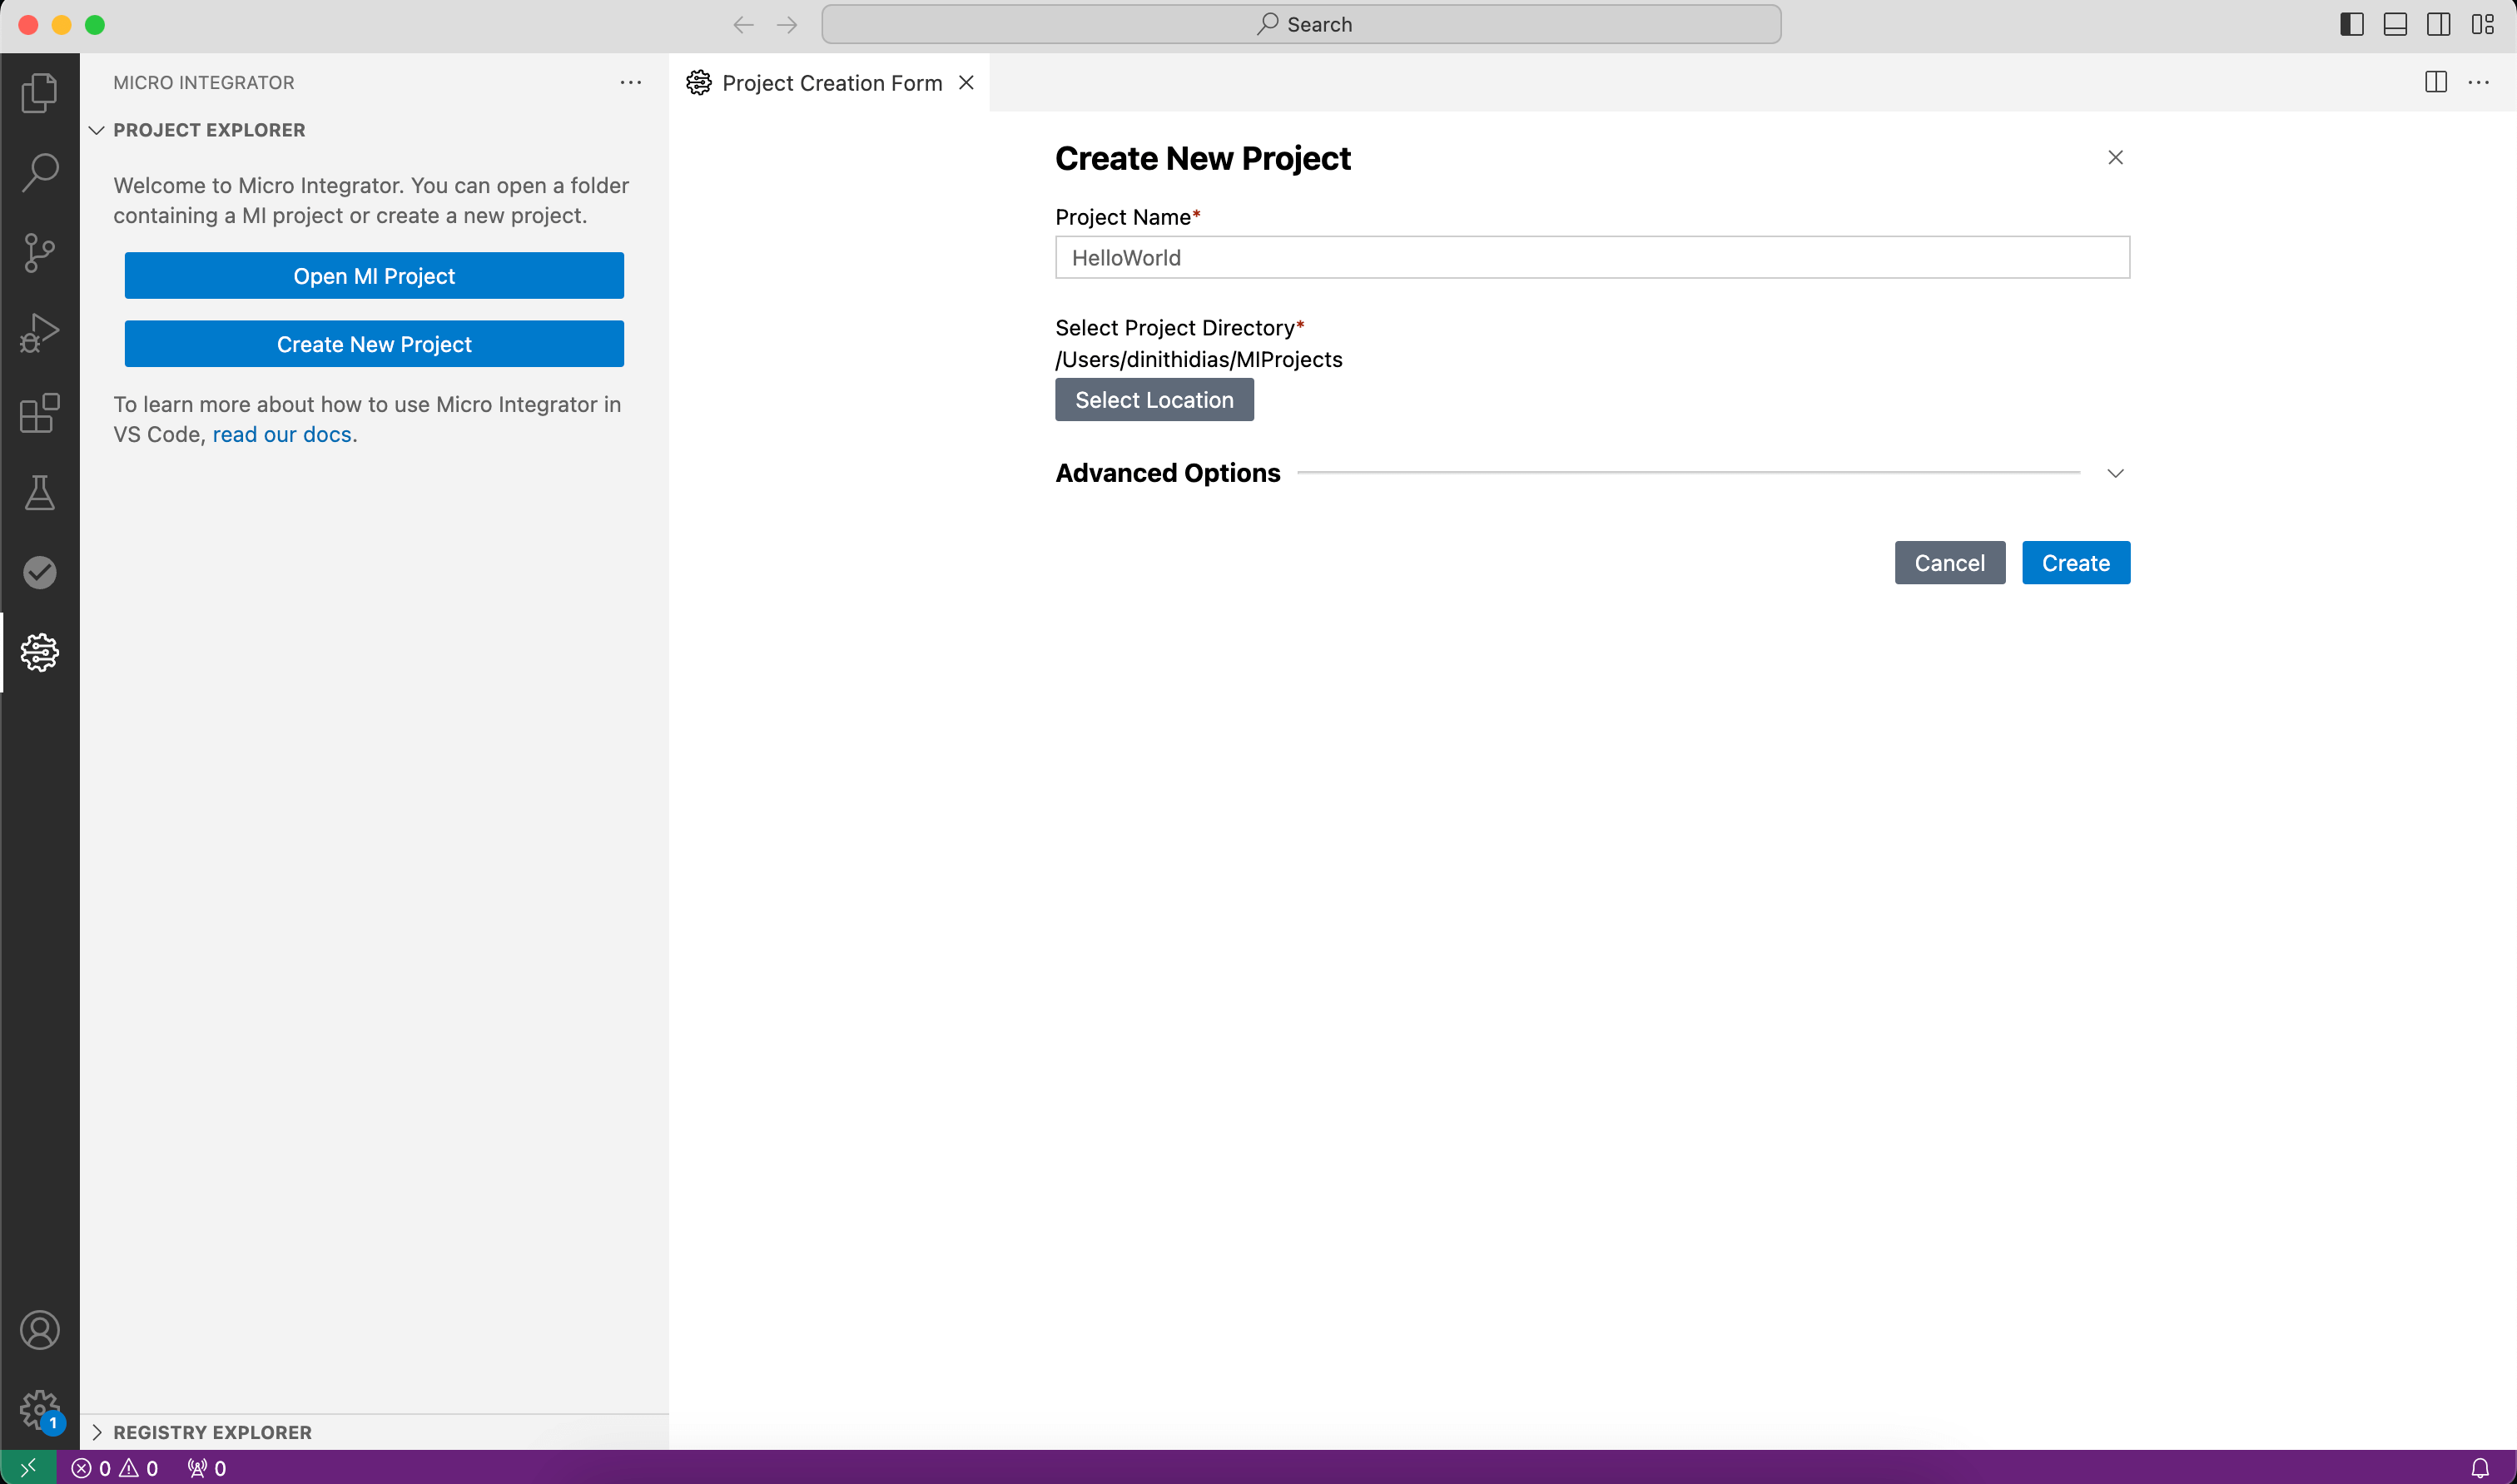 Search
MICRO INTEGRATOR
PROJECT EXPLORER
Welcome to Micro Integrator. You can open a folder
containing a MI project or create a new project.
Open MI Project
Create New Project
To learn more about how to use Micro Integrator in
VS Code, read our docs.
REGISTRY EXPLORER
Project Creation Form
Create New Project
Project Name*
HelloWorld
Select Project Directory*
/Users/dinithidias/MIProjects
Select Location
Advanced Options
Cancel
Create
1
0 0 0